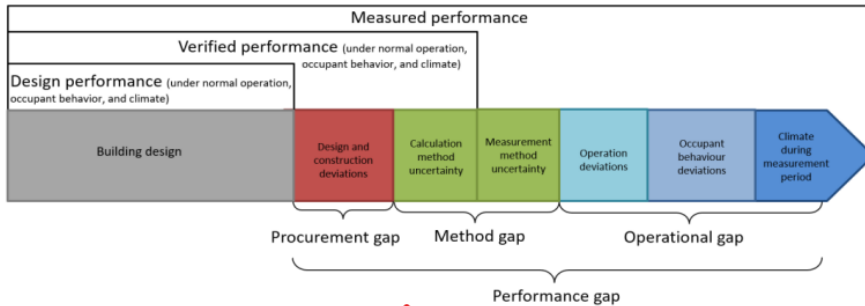 Measured performance
Verified performance (under normal operation,
occupant behavior, and climate)
Design performance (under normal operation,
occupant behavior, and climate)
Building design
Design and
construction
deviations
Calculation
method
uncertainty
Measurement
method
uncertainty
Operation
deviations
Occupant
behaviour
deviations
Climate
during
measurement
period
Procurement gap
Method gap
Operational gap
Performance gap